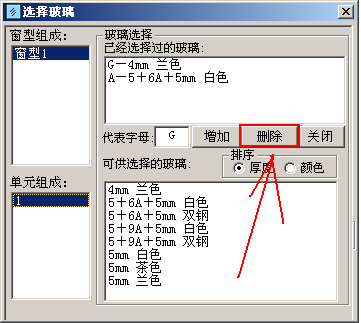 选择玻璃
窗型组成:
窗型1
单元组成:
1
玻璃选择
已经选择过的玻璃:
G－4mm 兰色
A－5＋6A＋5mm 白色
代表字母: G 增加 删除 关闭
可供选择的玻璃:
排序
厚度 颜色
4mm 兰色
5＋6A＋5mm 白色
5＋6A＋5mm 双钢
5＋9A＋5mm 白色
5＋9A＋5mm 双钢
5mm 白色
5mm 茶色
5mm 兰色